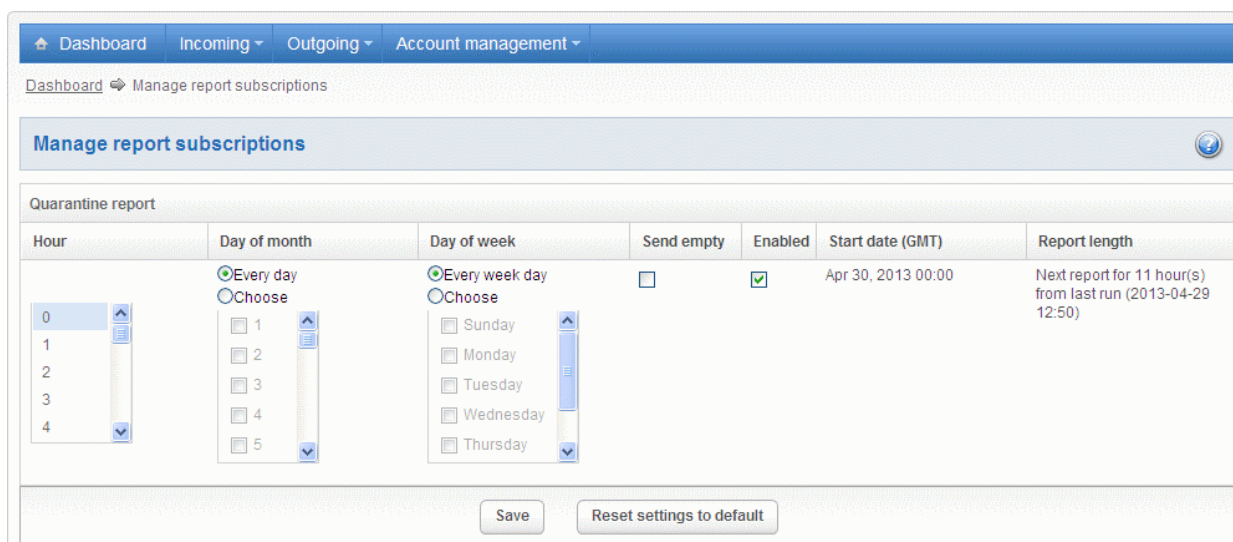 Dashboard Incoming Outgoing Account management
Dashboard Manage report subscriptions
Manage report subscriptions
?
Quarantine report
Hour Day of month Day of week Send empty Enabled Start date (GMT) Report length
0
1
2
3
4
Every day
Choose
1
2
3
4
5
Every week day
Choose
Sunday
Monday
Tuesday
Wednesday
Thursday
Apr 30, 2013 00:00
Next report for 11 hour(s)
from last run (2013-04-29
12:50)
Save Reset settings to default